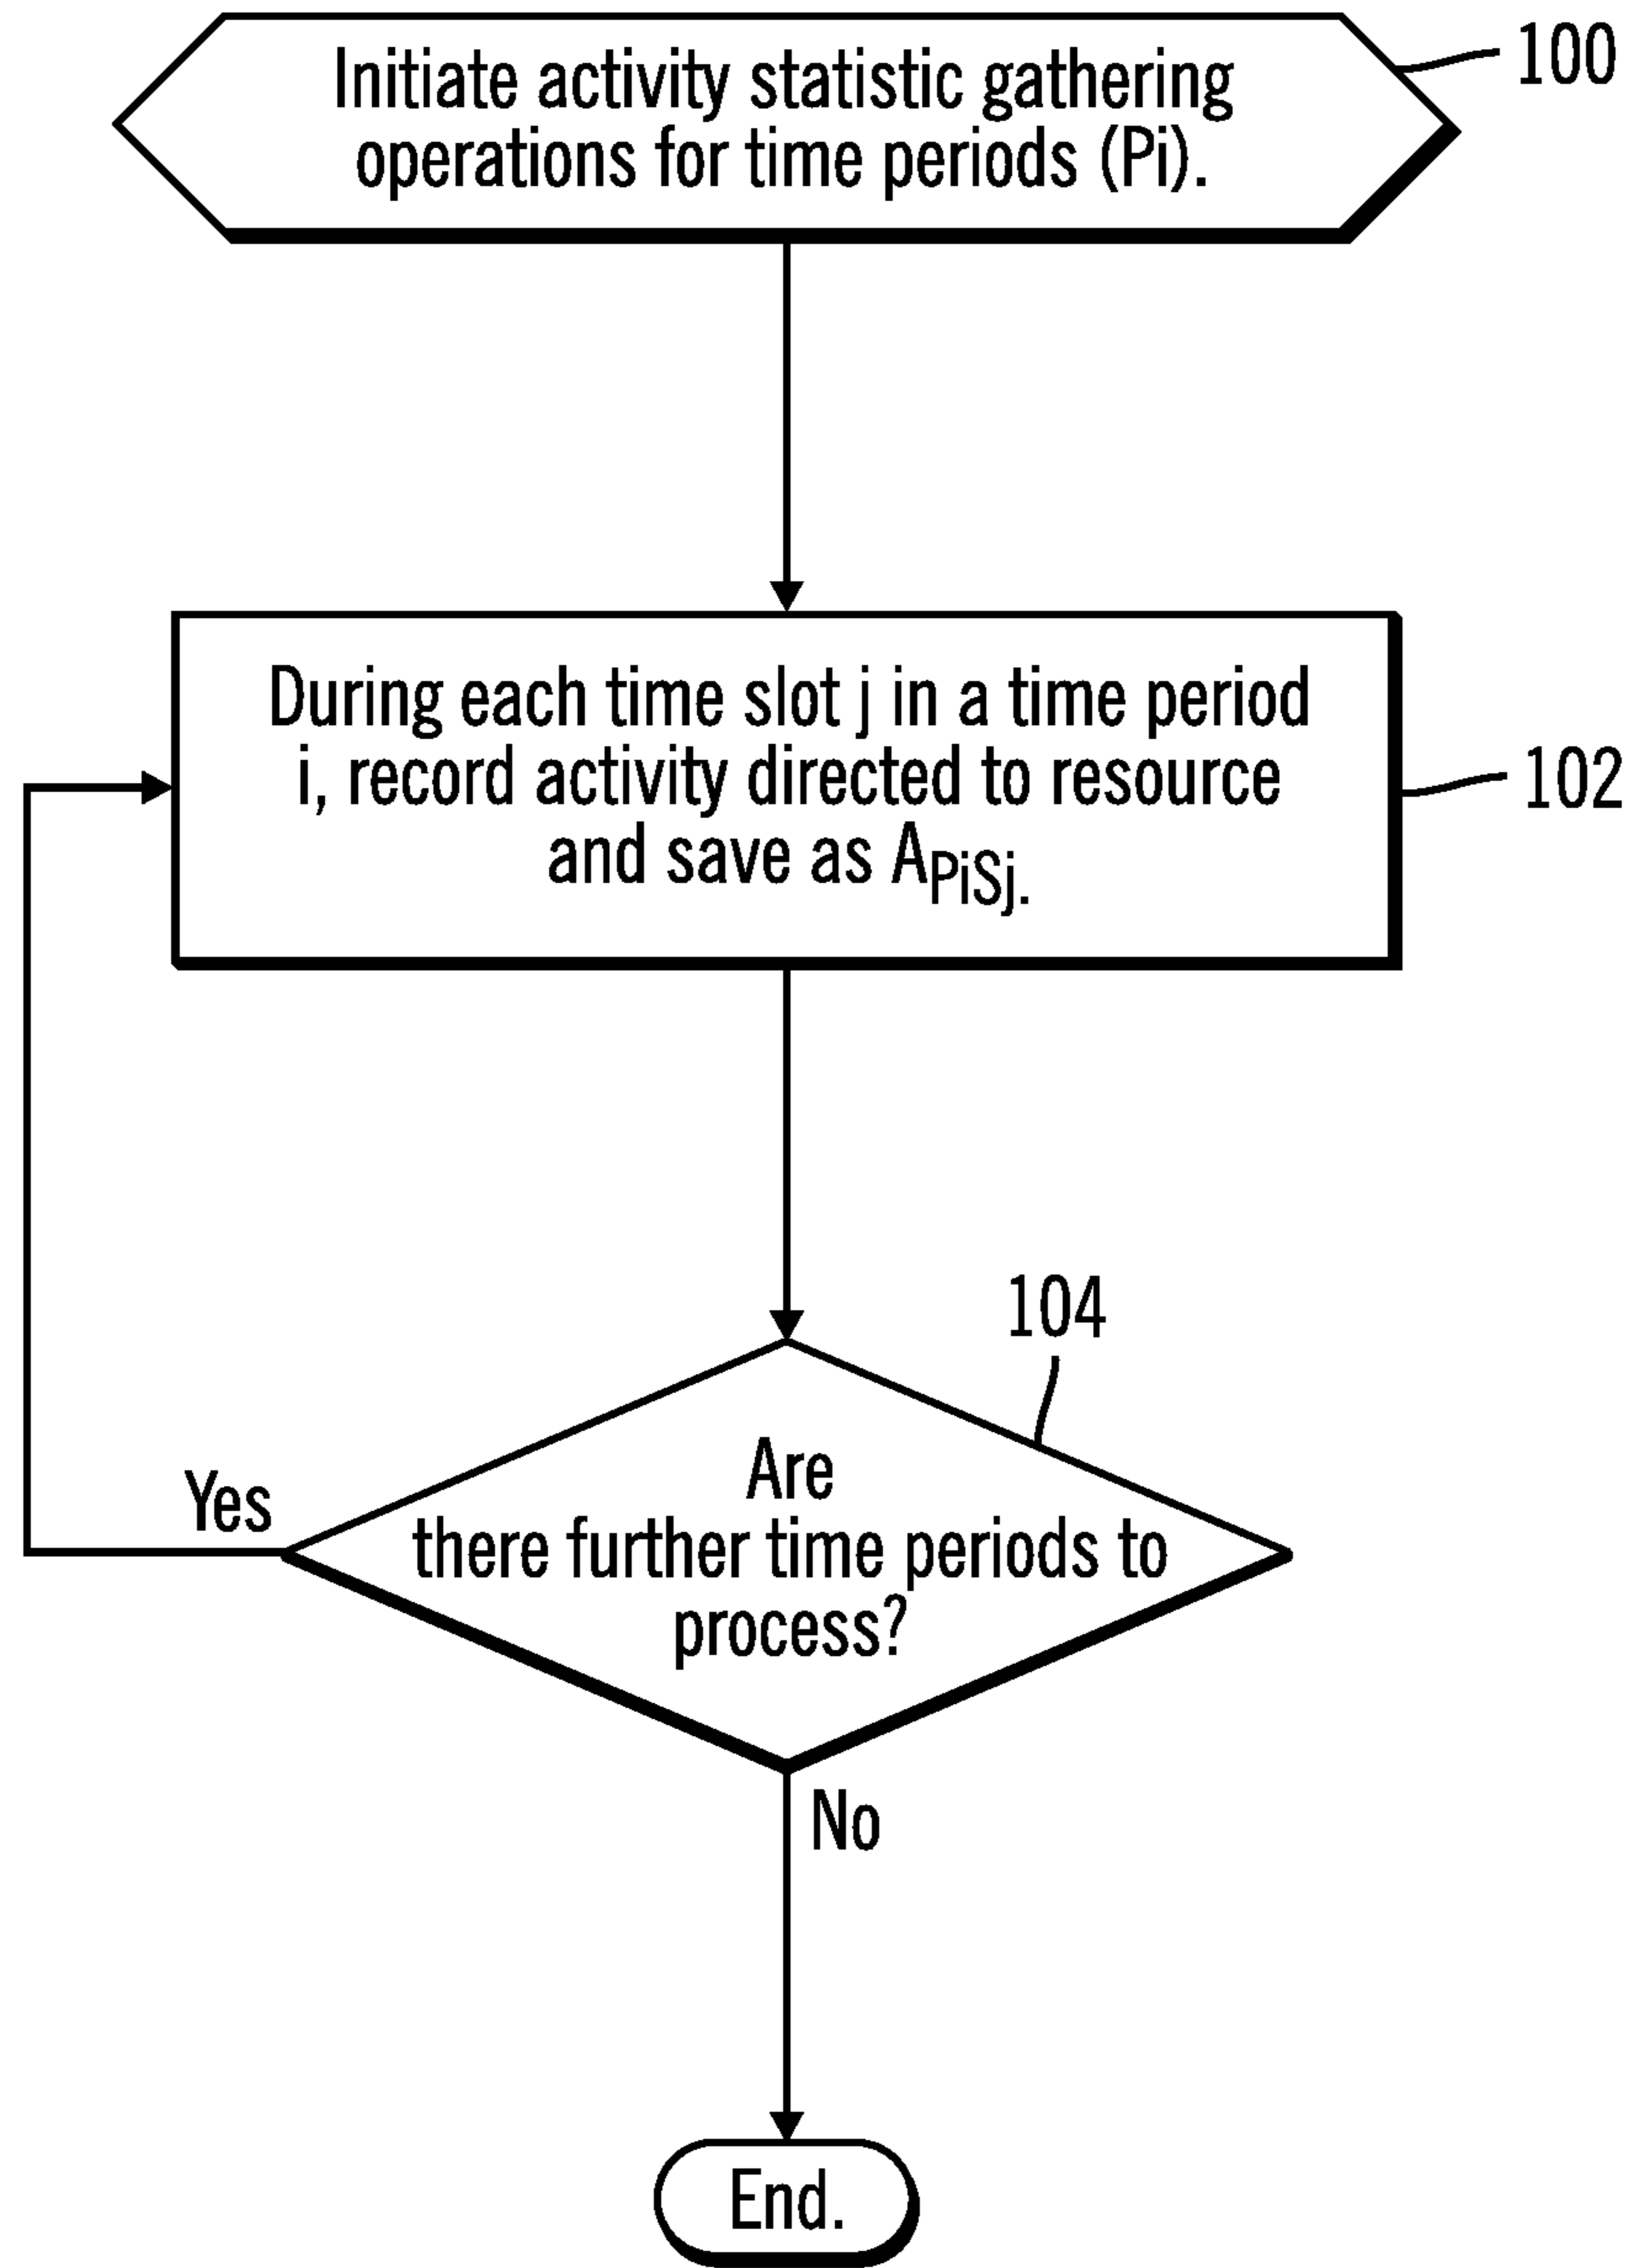 Initiate activity statistic gathering
operations for time periods (Pi).
100
During each time slot j in a time period
i, record activity directed to resource
and save as APiSj.
102
104
Are
there further time periods to
process?
Yes
No
End.